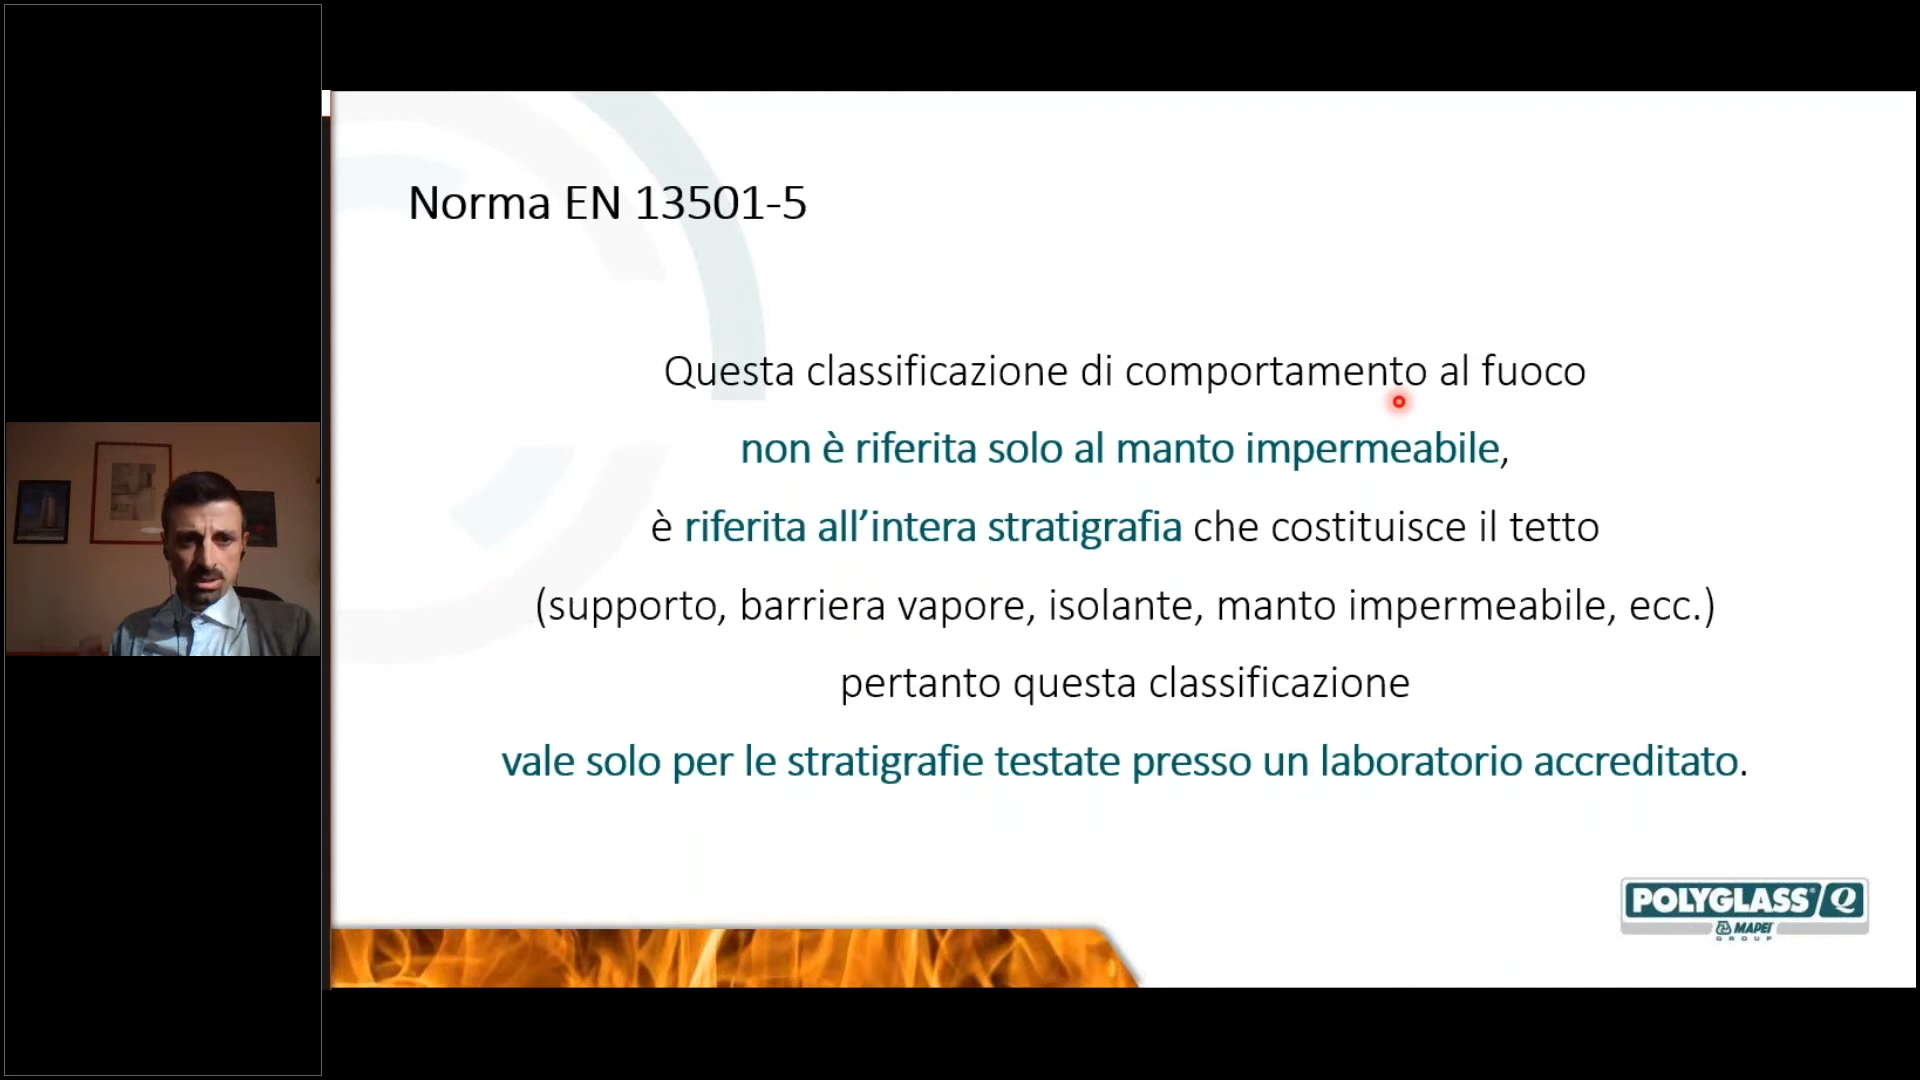 Norma EN 13501-5
Questa classificazione di comportamento al fuoco
non è riferita solo al manto impermeabile,
è riferita all’intera stratigrafia che costituisce il tetto
(supporto, barriera vapore, isolante, manto impermeabile, ecc.)
pertanto questa classificazione
vale solo per le stratigrafie testate presso un laboratorio accreditato.
POLYGLASS® Q
MAPEI
GROUP